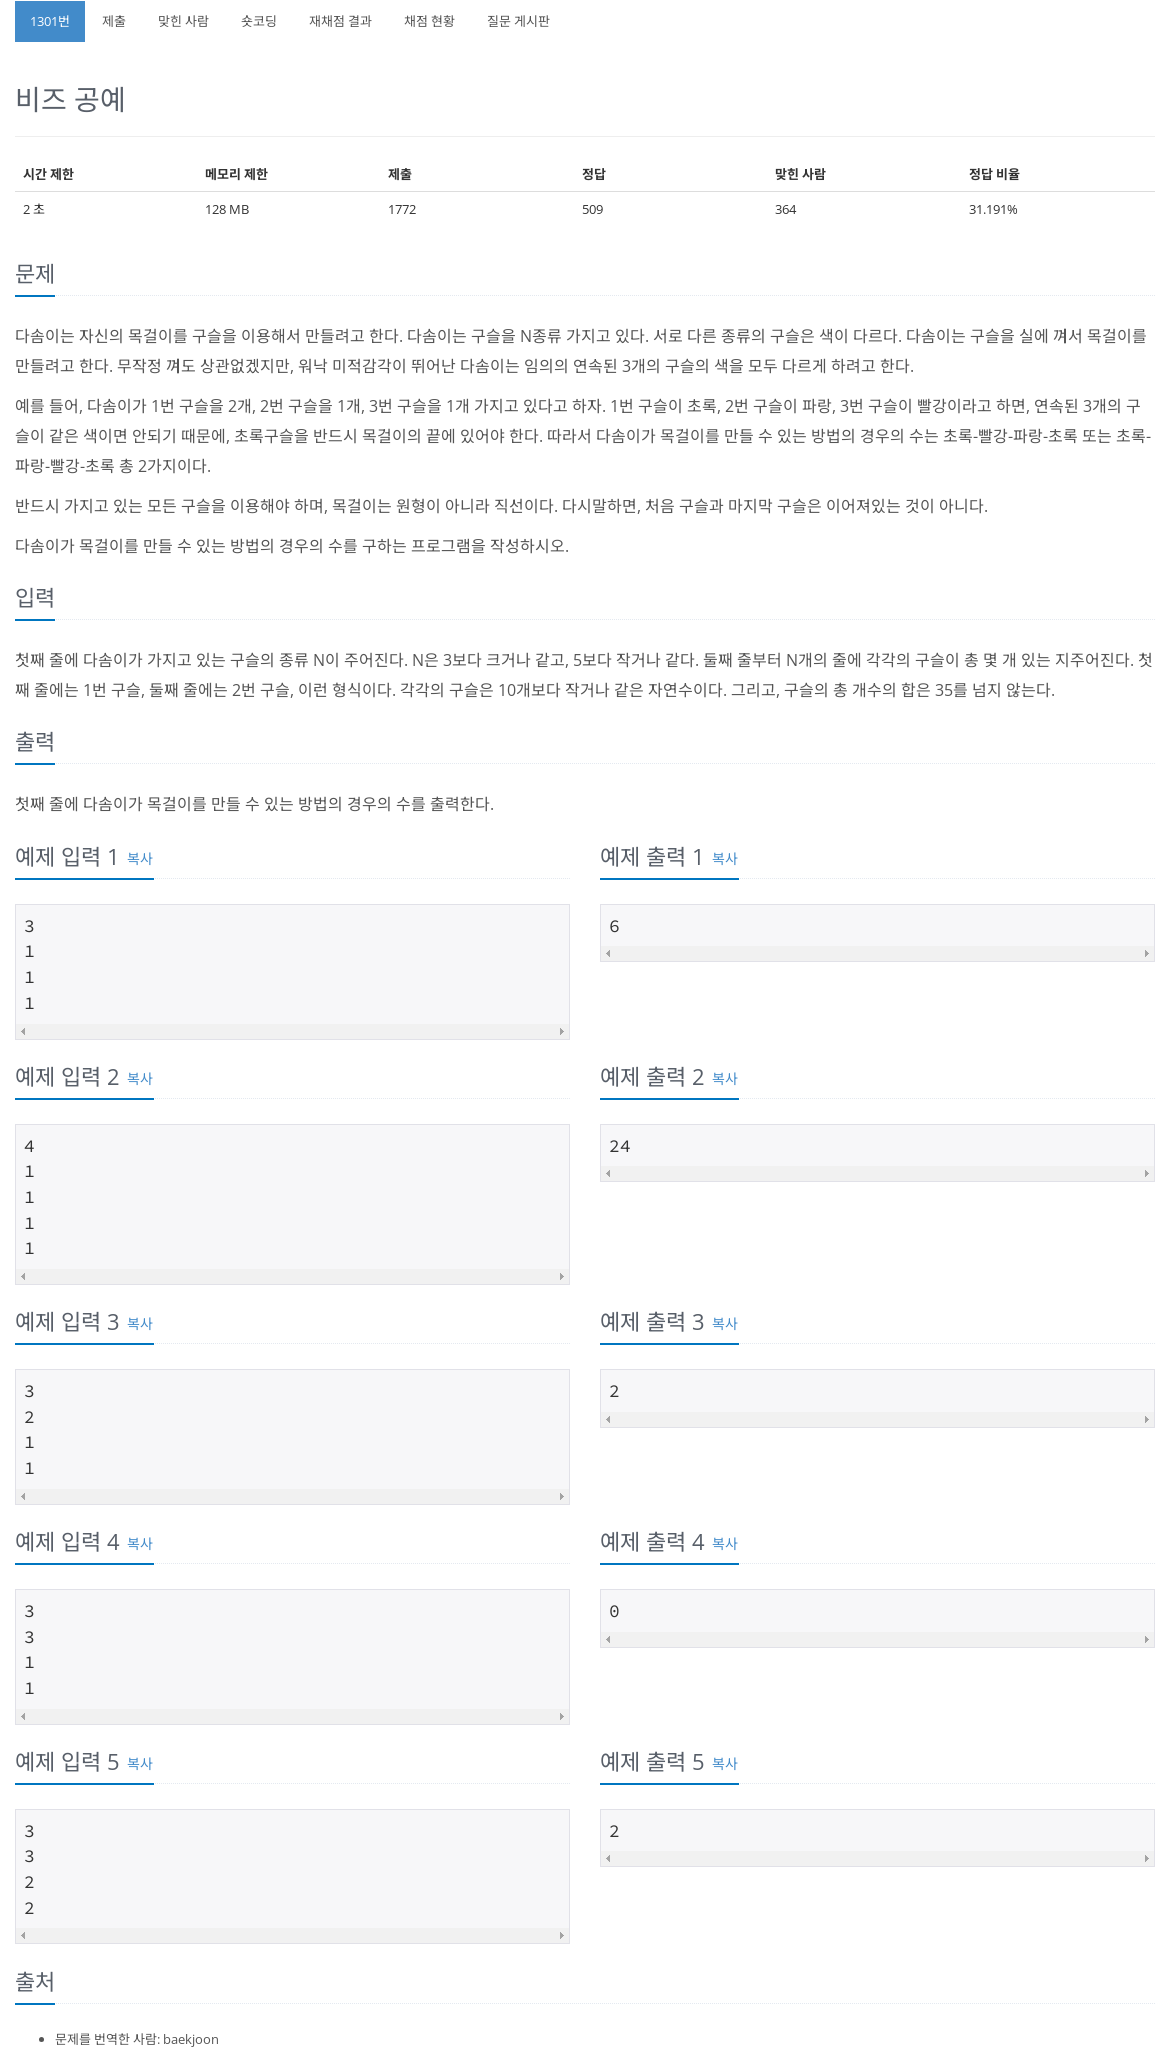 1301번 제출 맞힌 사람 숏코딩 재채점 결과 채점 현황 질문 게시판
비즈 공예
시간 제한 메모리 제한 제출 정답 맞힌 사람 정답 비율
2 초 128 MB 1772 509 364 31.191%
문제
다솜이는 자신의 목걸이를 구슬을 이용해서 만들려고 한다. 다솜이는 구슬을 N종류 가지고 있다. 서로 다른 종류의 구슬은 색이 다르다. 다솜이는 구슬을 실에 껴서 목걸이를
만들려고 한다. 무작정 껴도 상관없겠지만, 워낙 미적감각이 뛰어난 다솜이는 임의의 연속된 3개의 구슬의 색을 모두 다르게 하려고 한다.
예를 들어, 다솜이가 1번 구슬을 2개, 2번 구슬을 1개, 3번 구슬을 1개 가지고 있다고 하자. 1번 구슬이 초록, 2번 구슬이 파랑, 3번 구슬이 빨강이라고 하면, 연속된 3개의 구
슬이 같은 색이면 안되기 때문에, 초록구슬을 반드시 목걸이의 끝에 있어야 한다. 따라서 다솜이가 목걸이를 만들 수 있는 방법의 경우의 수는 초록-빨강-파랑-초록 또는 초록-
파랑-빨강-초록 총 2가지이다.
반드시 가지고 있는 모든 구슬을 이용해야 하며, 목걸이는 원형이 아니라 직선이다. 다시말하면, 처음 구슬과 마지막 구슬은 이어져있는 것이 아니다.
다솜이가 목걸이를 만들 수 있는 방법의 경우의 수를 구하는 프로그램을 작성하시오.
입력
첫째 줄에 다솜이가 가지고 있는 구슬의 종류 N이 주어진다. N은 3보다 크거나 같고, 5보다 작거나 같다. 둘째 줄부터 N개의 줄에 각각의 구슬이 총 몇 개 있는 지주어진다. 첫
째 줄에는 1번 구슬, 둘째 줄에는 2번 구슬, 이런 형식이다. 각각의 구슬은 10개보다 작거나 같은 자연수이다. 그리고, 구슬의 총 개수의 합은 35를 넘지 않는다.
출력
첫째 줄에 다솜이가 목걸이를 만들 수 있는 방법의 경우의 수를 출력한다.
예제 입력 1 복사
3
1
1
1
예제 출력 1 복사
6
예제 입력 2 복사
4
1
1
1
1
예제 출력 2 복사
24
예제 입력 3 복사
3
2
1
1
예제 출력 3 복사
2
예제 입력 4 복사
3
3
1
1
예제 출력 4 복사
0
예제 입력 5 복사
3
3
2
2
예제 출력 5 복사
2
출처
문제를 번역한 사람: baekjoon